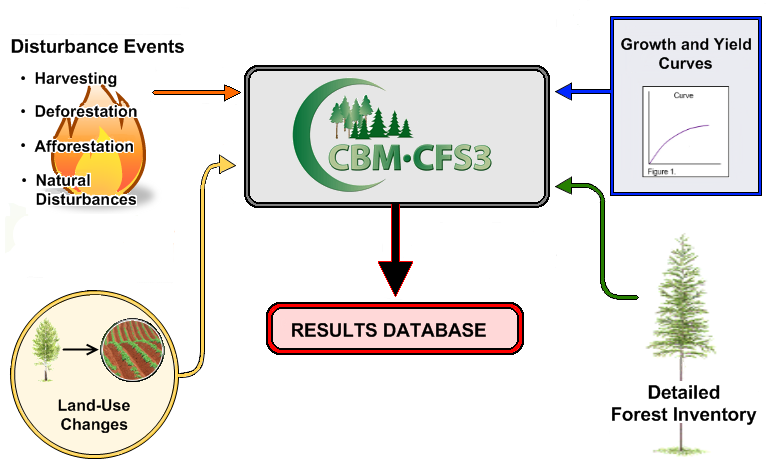 Disturbance Events
• Harvesting
• Deforestation
• Afforestation
• Natural
Disturbances
CBM•CFS3
Growth and Yield
Curves
Curve
Figure 1.
RESULTS DATABASE
Land-Use
Changes
Detailed
Forest Inventory